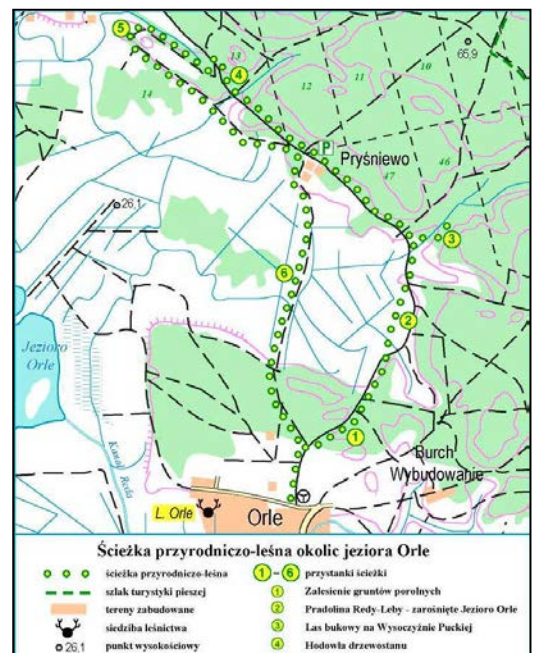 5
13
4
65,9
12
11
10
14
P
Pryśniewo
47
46
26,1
3
6
2
Jezioro
Orle
1
Kanał Reda
Burch
Wybudowanie
L. Orle
Orle
Ścieżka przyrodniczo-leśna okolic jeziora Orle
ścieżka przyrodniczo-leśna
szlak turystyki pieszej
tereny zabudowane
siedziba leśnictwa
26,1 punkt wysokościowy
1 - 6 przystanki ścieżki
1 Zalesienie gruntów porolnych
2 Pradolina Redy-Łeby - zarośnięte Jezioro Orle
3 Las bukowy na Wysoczyźnie Puckiej
4 Hodowla drzewostanu